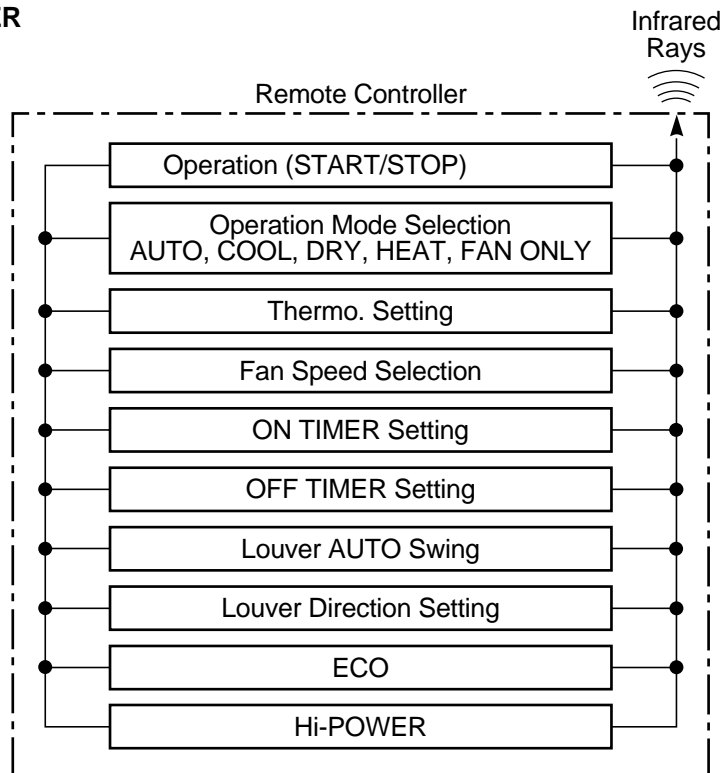 ER
Infrared
Rays
Remote Controller
Operation (START/STOP)
Operation Mode Selection
AUTO, COOL, DRY, HEAT, FAN ONLY
Thermo. Setting
Fan Speed Selection
ON TIMER Setting
OFF TIMER Setting
Louver AUTO Swing
Louver Direction Setting
ECO
Hi-POWER